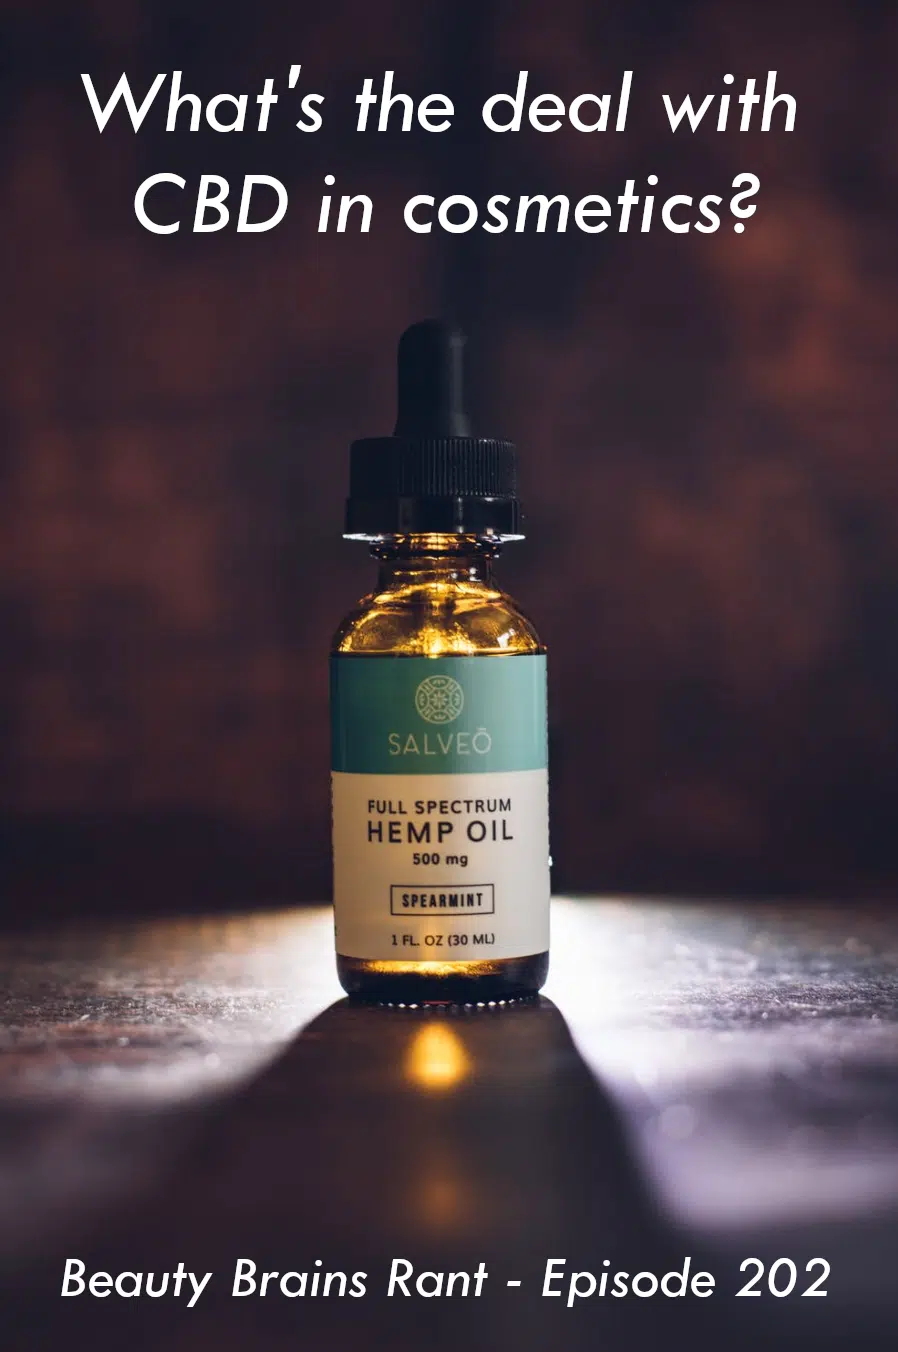 What's the deal with
CBD in cosmetics?
SALVEŌ
FULL SPECTRUM
HEMP OIL
500 mg
SPEARMINT
1 FL. OZ (30 ML)
Beauty Brains Rant - Episode 202